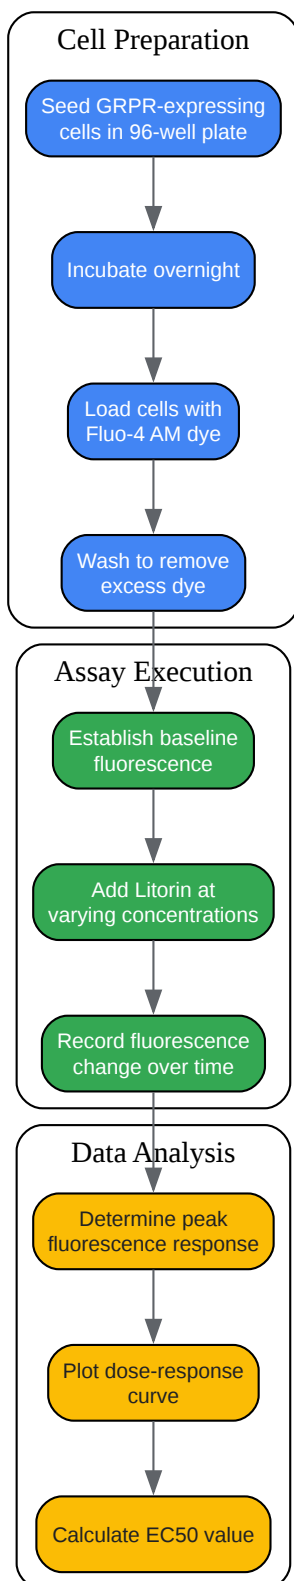 Cell Preparation
Seed GRPR-expressing
cells in 96-well plate
Incubate overnight
Load cells with
Fluo-4 AM dye
Wash to remove
excess dye
Assay Execution
Establish baseline
fluorescence
Add Litorin at
varying concentrations
Record fluorescence
change over time
Data Analysis
Determine peak
fluorescence response
Plot dose-response
curve
Calculate EC50 value